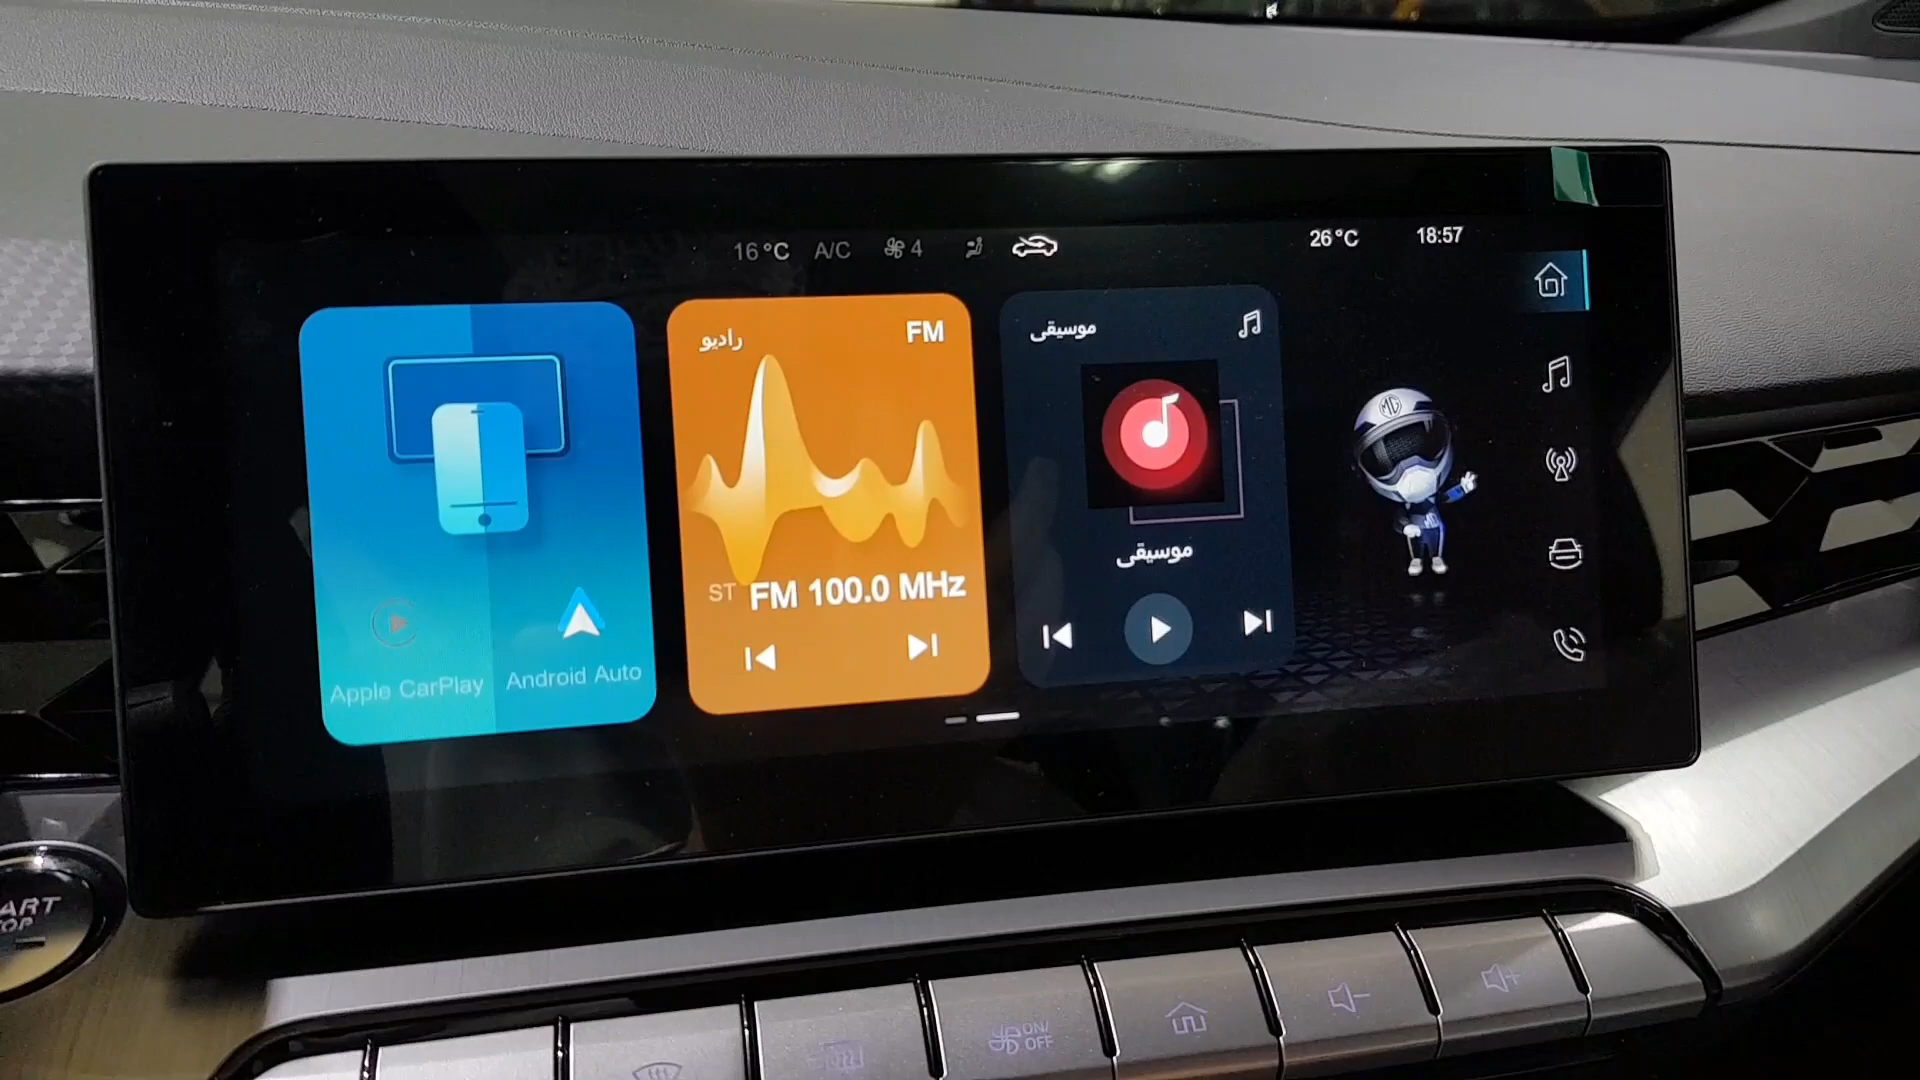 16°C A/C 4
26°C 18:57
راديو FM
موسيقى
MG
موسيقى
ST FM 100.0 MHz
Apple CarPlay Android Auto
ON/
OFF